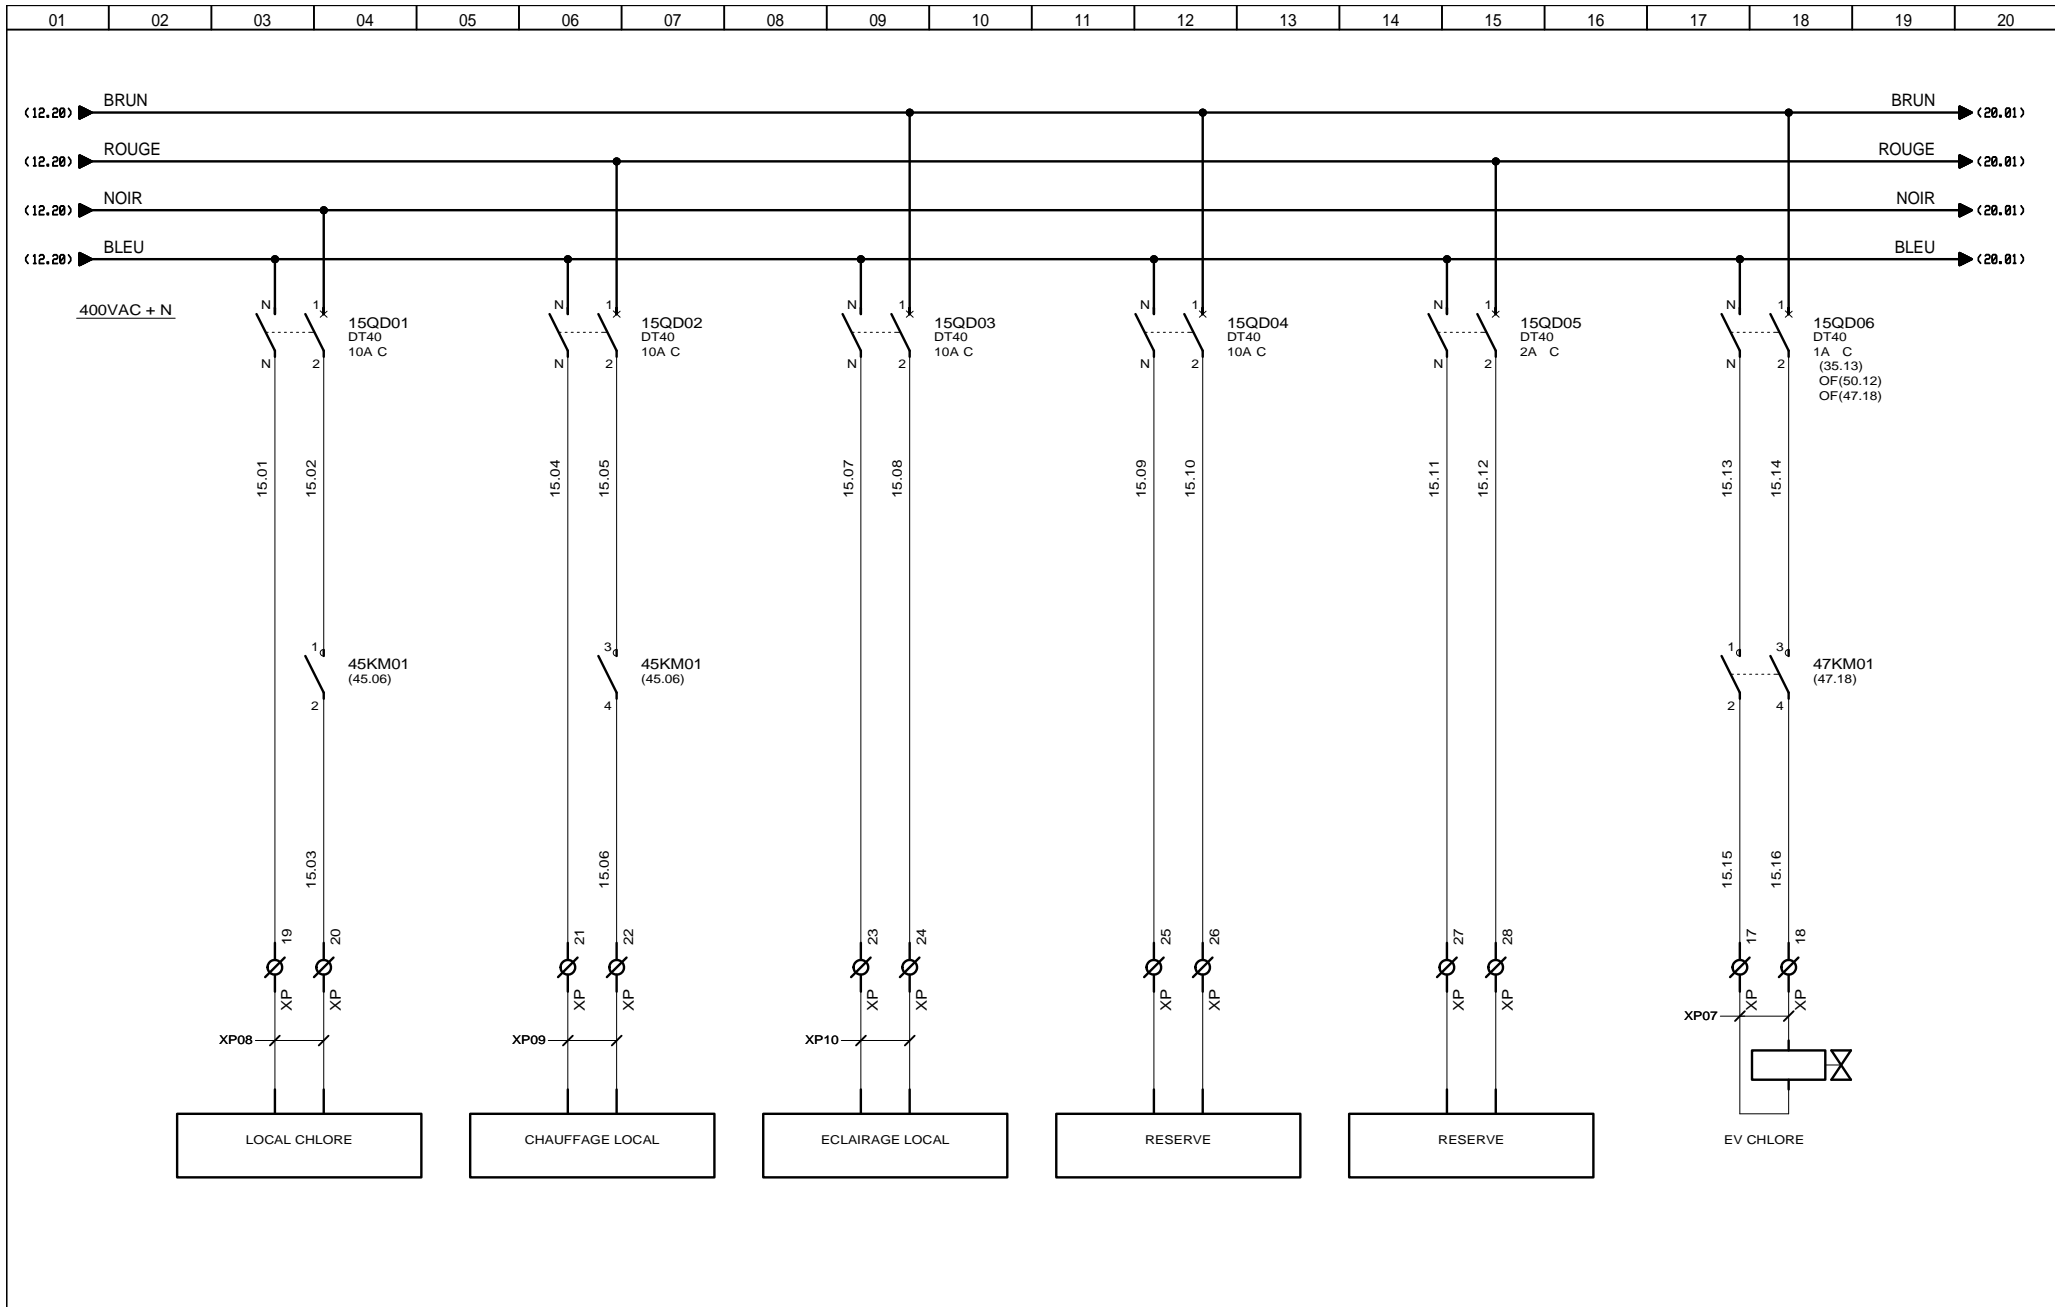 01 02 03 04 05 06 07 08 09 10 11 12 13 14 15 16 17 18 19 20
(12.20) BRUN BRUN (20.01)
(12.20) ROUGE ROUGE (20.01)
(12.20) NOIR NOIR (20.01)
(12.20) BLEU BLEU (20.01)
400VAC + N
N 1 N 1 N 1 N 1 N 1 N 1
15QD01 15QD02 15QD03 15QD04 15QD05 15QD06
DT40 DT40 DT40 DT40 DT40 DT40
10A C 10A C 10A C 10A C 2A C 1A C
N 2 N 2 N 2 N 2 N 2 N 2
(35.13)
OF(50.12)
OF(47.18)
15.01 15.02 15.04 15.05 15.07 15.08 15.09 15.10 15.11 15.12 15.13 15.14
1 3 1 3
45KM01 45KM01 47KM01
(45.06) (45.06) (47.18)
2 4 2 4
15.03 15.06 15.15 15.16
19 20 21 22 23 24 25 26 27 28 17 18
XP XP XP XP XP XP XP XP XP XP XP XP
XP07
XP08 XP09 XP10
LOCAL CHLORE CHAUFFAGE LOCAL ECLAIRAGE LOCAL RESERVE RESERVE EV CHLORE